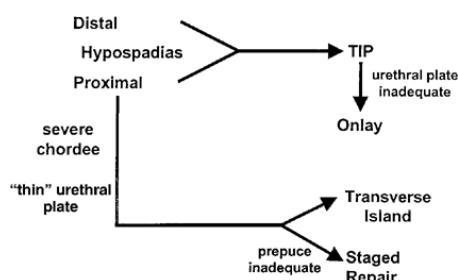 Distal
Hypospadias
Proximal
TIP
urethral plate
inadequate
Onlay
severe
chordee
"thin" urethral
plate
Transverse
Island
prepuce
inadequate
Staged
Repair